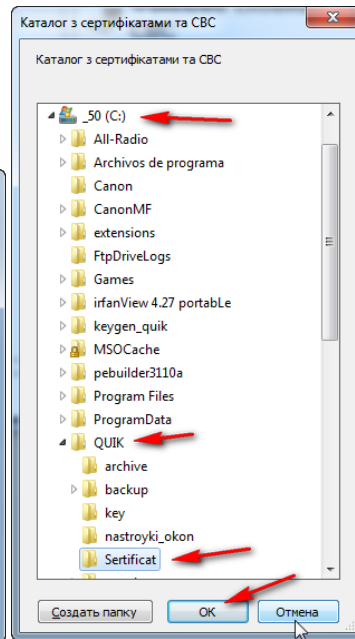 Каталог з сертифікатами та СВС
Каталог з сертифікатами та СВС
_50 (C:)
All-Radio
Archivos de programa
Canon
CanonMF
extensions
FtpDriveLogs
Games
irfanView 4.27 portabLe
keygen_quik
MSOCache
pebuilder3110a
Program Files
ProgramData
QUIK
archive
backup
key
nastroyki_okon
Sertificat
Создать папку
ОК
Отмена